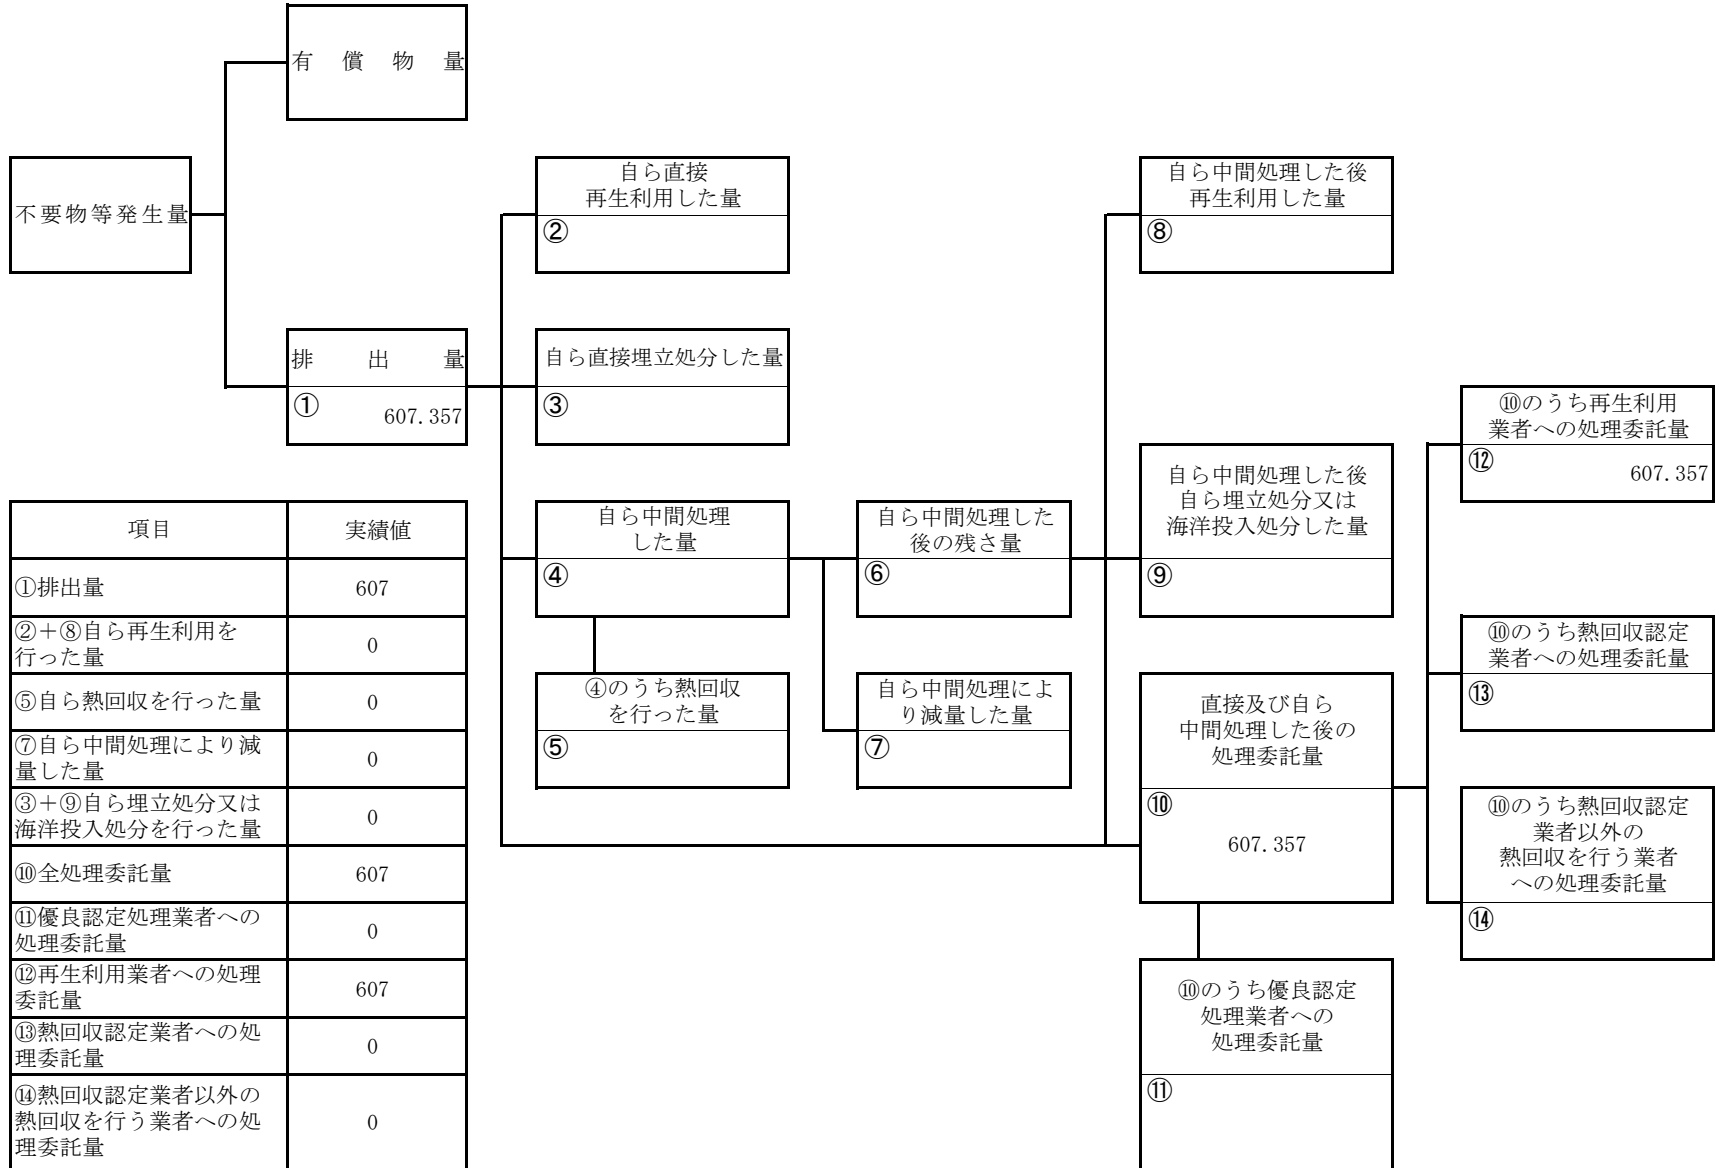 有償物量
不要物等発生量
排出量
① 607.357
自ら直接
再生利用した量
②
自ら直接埋立処分した量
③
自ら中間処理
した量
④
④のうち熱回収
を行った量
⑤
自ら中間処理した
後の残さ量
⑥
自ら中間処理によ
り減量した量
⑦
自ら中間処理した後
再生利用した量
⑧
自ら中間処理した後
自ら埋立処分又は
海洋投入処分した量
⑨
直接及び自ら
中間処理した後の
処理委託量
⑩
607.357
⑩のうち優良認定
処理業者への
処理委託量
⑪
⑩のうち再生利用
業者への処理委託量
⑫ 607.357
⑩のうち熱回収認定
業者への処理委託量
⑬
⑩のうち熱回収認定
業者以外の
熱回収を行う業者
への処理委託量
⑭
項目 実績値
①排出量 607
②＋⑧自ら再生利用を
行った量 0
⑤自ら熱回収を行った量 0
⑦自ら中間処理により減
量した量 0
③＋⑨自ら埋立処分又は
海洋投入処分を行った量 0
⑩全処理委託量 607
⑪優良認定処理業者への
処理委託量 0
⑫再生利用業者への処理
委託量 607
⑬熱回収認定業者への処
理委託量 0
⑭熱回収認定業者以外の
熱回収を行う業者への処
理委託量 0